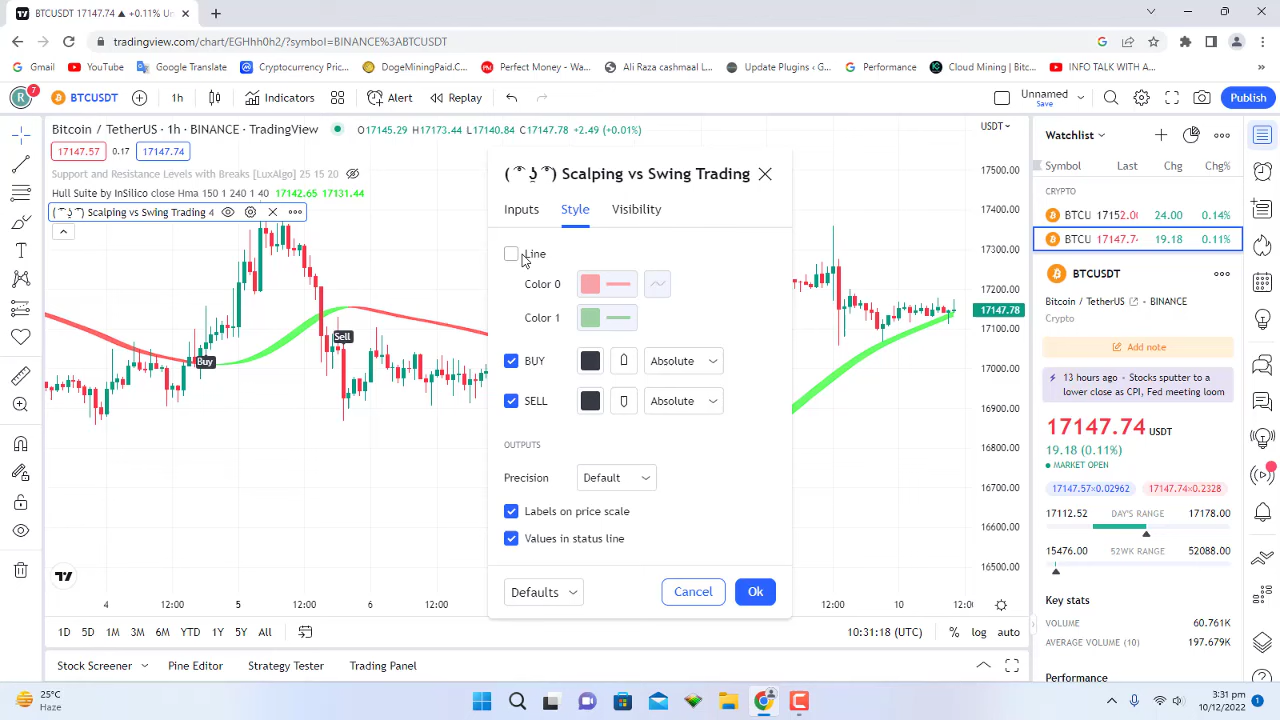 BTCUSDT 17147.74 ▲ +0.11% Unn
tradingview.com/chart/EGHhh0h2/?symbol=BINANCE%3ABTCUSDT
Gmail YouTube Google Translate Cryptocurrency Pric... DogeMiningPaid.C... Perfect Money - Wa... Ali Raza cashmaal L... Update Plugins ‹ G... Performance Cloud Mining | Bitc... INFO TALK WITH A... »
R 7 BTCUSDT 1h Indicators Alert Replay Unnamed Save Publish
Bitcoin / TetherUS · 1h · BINANCE · TradingView O17145.29 H17173.44 L17140.84 C17147.78 +2.49 (+0.01%) USDT
17147.57 0.17 17147.74
Support and Resistance Levels with Breaks [LuxAlgo] 25 15 20
Hull Suite by InSilico close Hma 150 1 240 1 40 17142.65 17131.44
( ͡° ͜ʖ ͡°) Scalping vs Swing Trading 4
Buy
Sell
( ͡° ͜ʖ ͡°) Scalping vs Swing Trading
Inputs Style Visibility
Line
Color 0
Color 1
BUY Absolute
SELL Absolute
OUTPUTS
Precision Default
Labels on price scale
Values in status line
Defaults Cancel Ok
17500.00
17400.00
17300.00
17200.00
17147.78
17100.00
17000.00
16900.00
16800.00
16700.00
16600.00
16500.00
4 12:00 5 12:00 6 12:00 12:00 10 12:0
1D 5D 1M 3M 6M YTD 1Y 5Y All 10:31:18 (UTC) % log auto
Stock Screener Pine Editor Strategy Tester Trading Panel
Watchlist
Symbol Last Chg Chg%
CRYPTO
BTCU 17152.00 24.00 0.14%
BTCU 17147.74 19.18 0.11%
BTCUSDT
Bitcoin / TetherUS · BINANCE
Crypto
Add note
13 hours ago · Stocks sputter to a
lower close as CPI, Fed meeting loom
17147.74 USDT
19.18 (0.11%)
MARKET OPEN
17147.57×0.02962 17147.74×0.2328
17112.52 DAY'S RANGE 17178.00
15476.00 52WK RANGE 52088.00
Key stats
VOLUME 60.761K
AVERAGE VOLUME (10) 197.679K
Performance
25°C
Haze
3:31 pm
10/12/2022
1